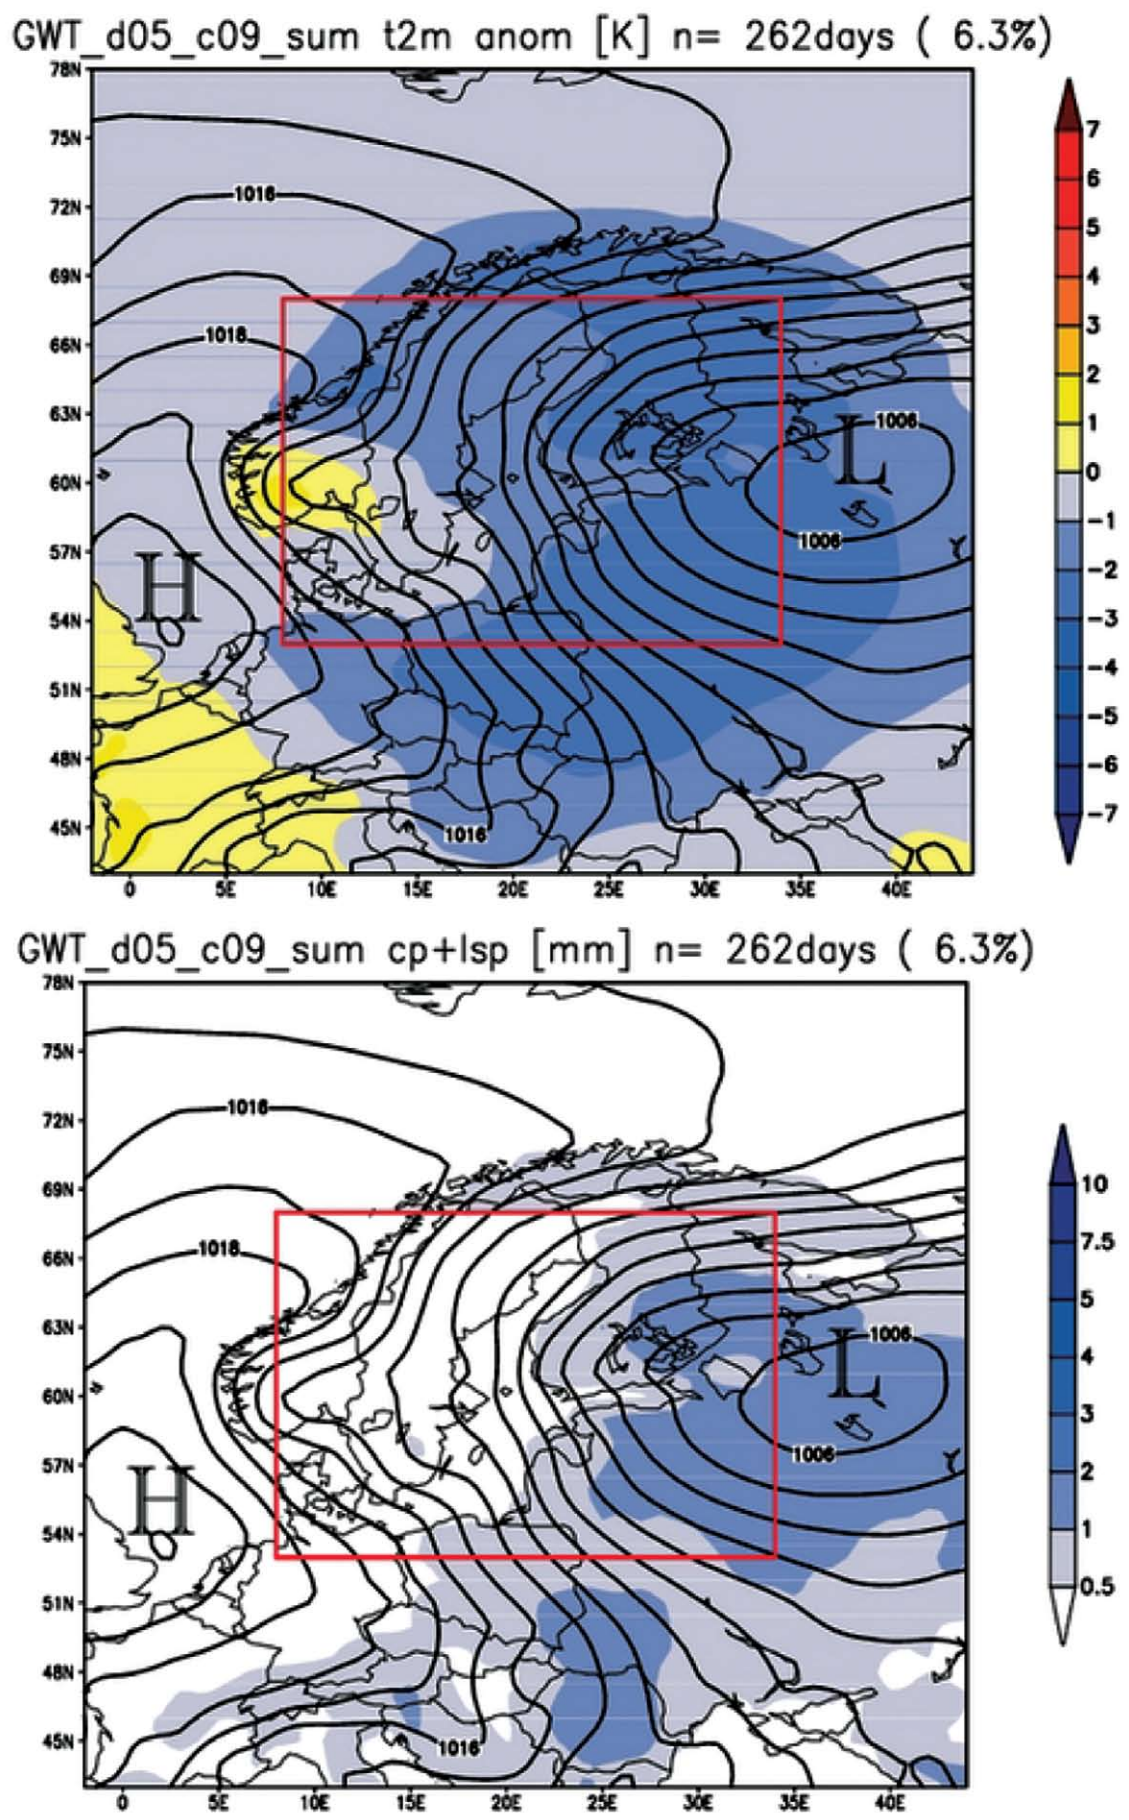 GWT_d05_c09_sum t2m anom [K] n= 262days ( 6.3%)
78N
75N
72N
69N
66N
63N
60N
57N
54N
51N
48N
45N
1016
1018
1006
L
1006
H
1016
0
5E
10E
15E
20E
25E
30E
35E
40E
7
6
5
4
3
2
1
0
-1
-2
-3
-4
-5
-6
-7
GWT_d05_c09_sum cp+lsp [mm] n= 262days ( 6.3%)
78N
75N
72N
69N
66N
63N
60N
57N
54N
51N
48N
45N
1016
1018
1006
L
1006
H
1016
0
5E
10E
15E
20E
25E
30E
35E
40E
10
7.5
5
4
3
2
1
0.5